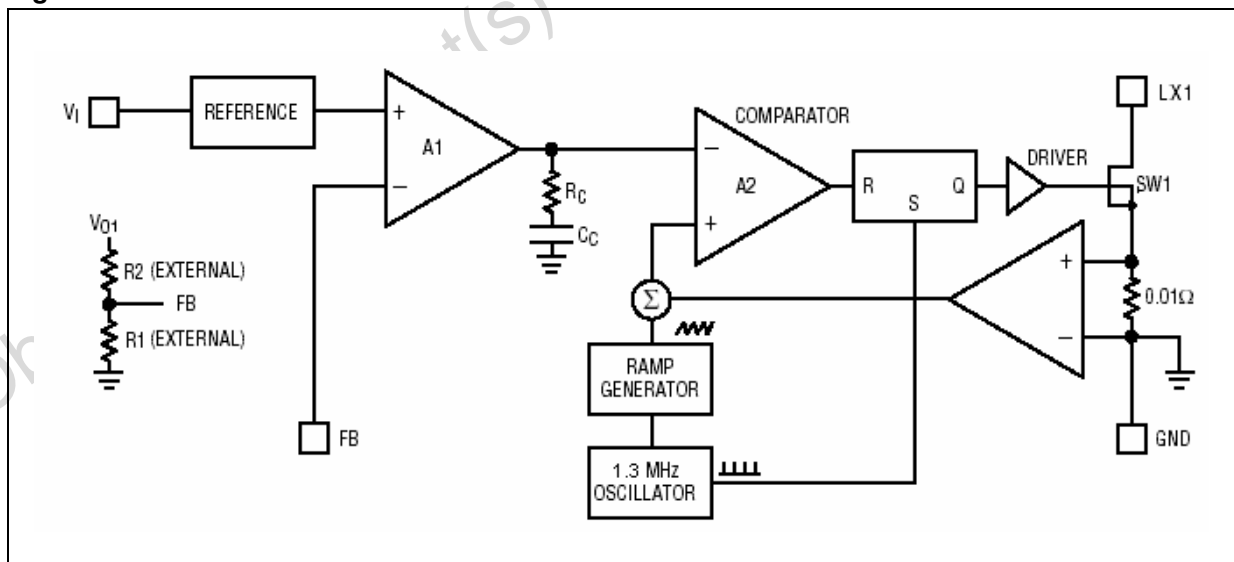 t(s)
V_I
REFERENCE
+
A1
−
R_C
C_C
COMPARATOR
−
A2
+
R
Q
S
DRIVER
LX1
SW1
V_O1
R2 (EXTERNAL)
FB
R1 (EXTERNAL)
Σ
+
0.01Ω
−
RAMP
GENERATOR
FB
GND
1.3 MHz
OSCILLATOR